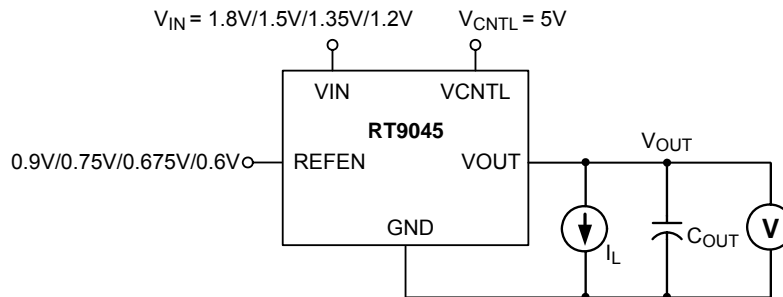 V_IN = 1.8V/1.5V/1.35V/1.2V
V_CNTL = 5V
VIN
VCNTL
RT9045
0.9V/0.75V/0.675V/0.6V
REFEN
VOUT
V_OUT
GND
I_L
C_OUT
V